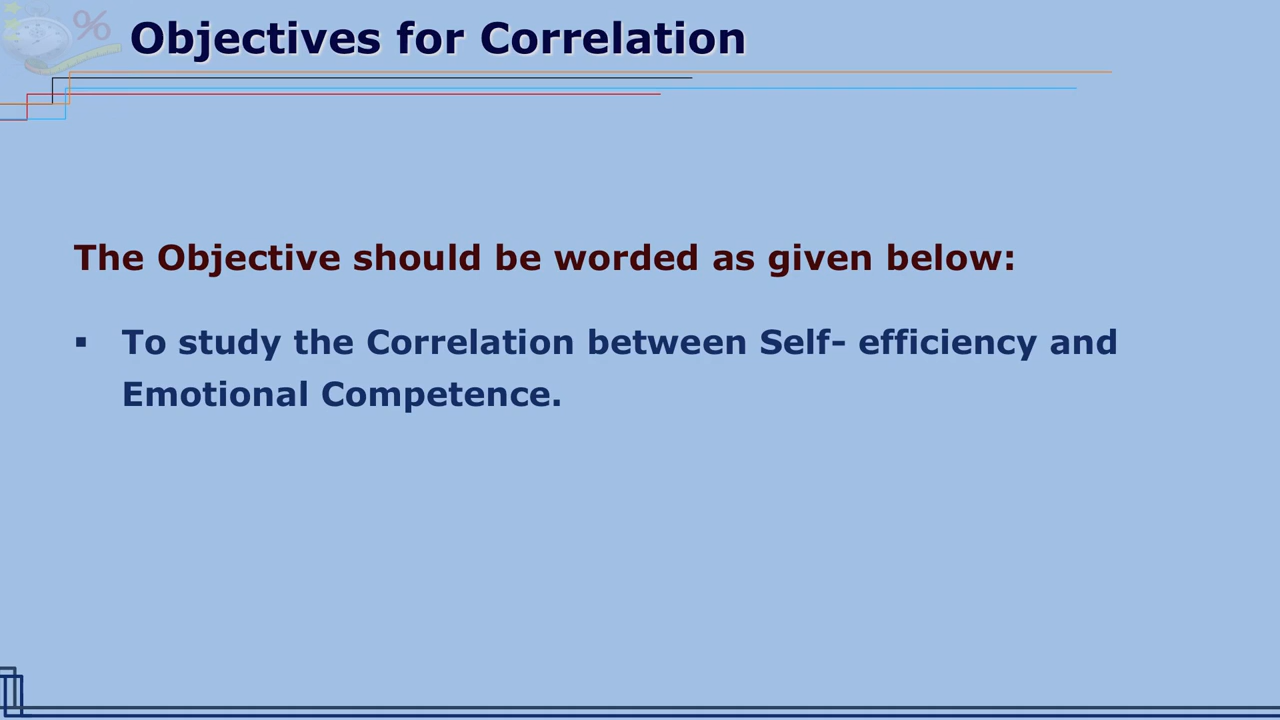 %
Objectives for Correlation
The Objective should be worded as given below:
▪ To study the Correlation between Self- efficiency and
Emotional Competence.